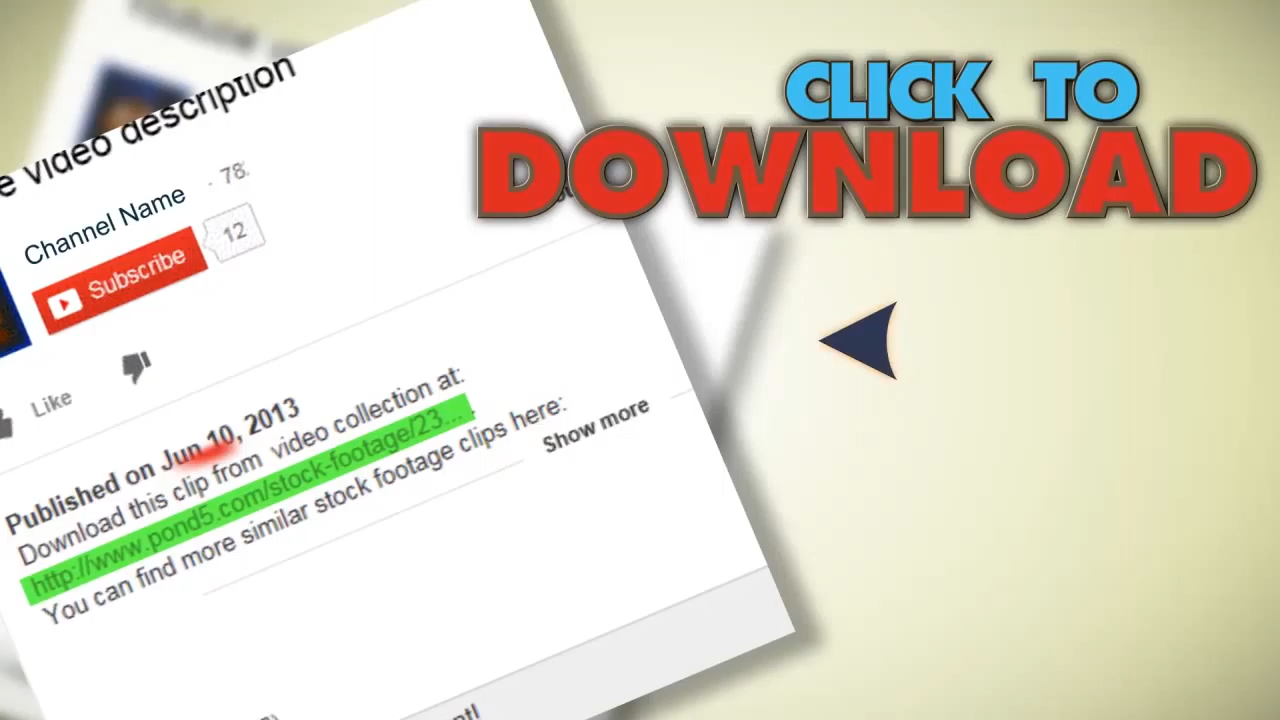 CLICK TO
DOWNLOAD
video description
Channel Name
Subscribe
12
Like
Published on Jun 10, 2013
Download this clip from video collection at:
http://www.pond5.com/stock-footage/23...
You can find more similar stock footage clips here:
Show more